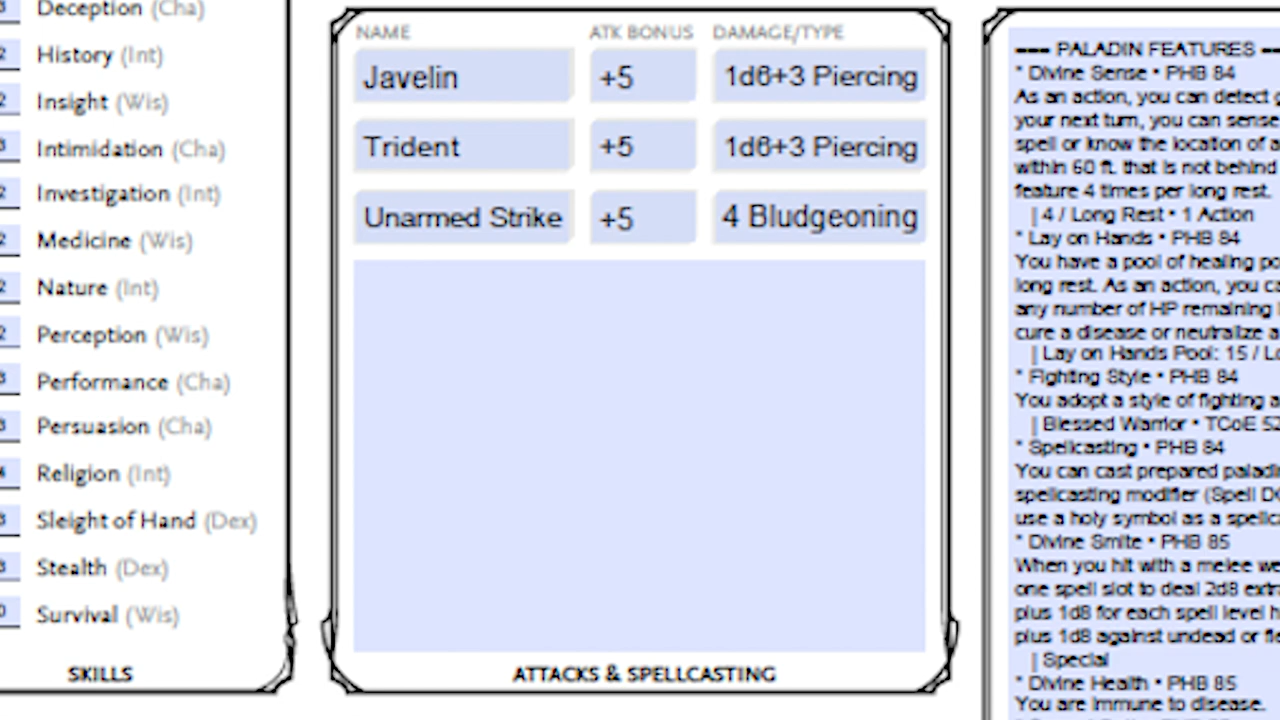 Deception (Cha)
History (Int)
Insight (Wis)
Intimidation (Cha)
Investigation (Int)
Medicine (Wis)
Nature (Int)
Perception (Wis)
Performance (Cha)
Persuasion (Cha)
Religion (Int)
Sleight of Hand (Dex)
Stealth (Dex)
Survival (Wis)
SKILLS
NAME ATK BONUS DAMAGE/TYPE
Javelin +5 1d6+3 Piercing
Trident +5 1d6+3 Piercing
Unarmed Strike +5 4 Bludgeoning
ATTACKS & SPELLCASTING
=== PALADIN FEATURES ==
* Divine Sense • PHB 84
As an action, you can detect
your next turn, you can sense
spell or know the location of a
within 60 ft. that is not behind
feature 4 times per long rest.
| 4 / Long Rest • 1 Action
* Lay on Hands • PHB 84
You have a pool of healing
long rest. As an action, you
any number of HP remaining
cure a disease or neutralize a
| Lay on Hands Pool: 15 /
* Fighting Style • PHB 84
You adopt a style of fighting
| Blessed Warrior • TCoE
* Spellcasting • PHB 84
You can cast prepared
spellcasting modifier (Spell
use a holy symbol as a
* Divine Smite • PHB 85
When you hit with a melee
one spell slot to deal 2d8
plus 1d8 for each spell level
plus 1d8 against undead or
| Special
* Divine Health • PHB 85
You are immune to disease.